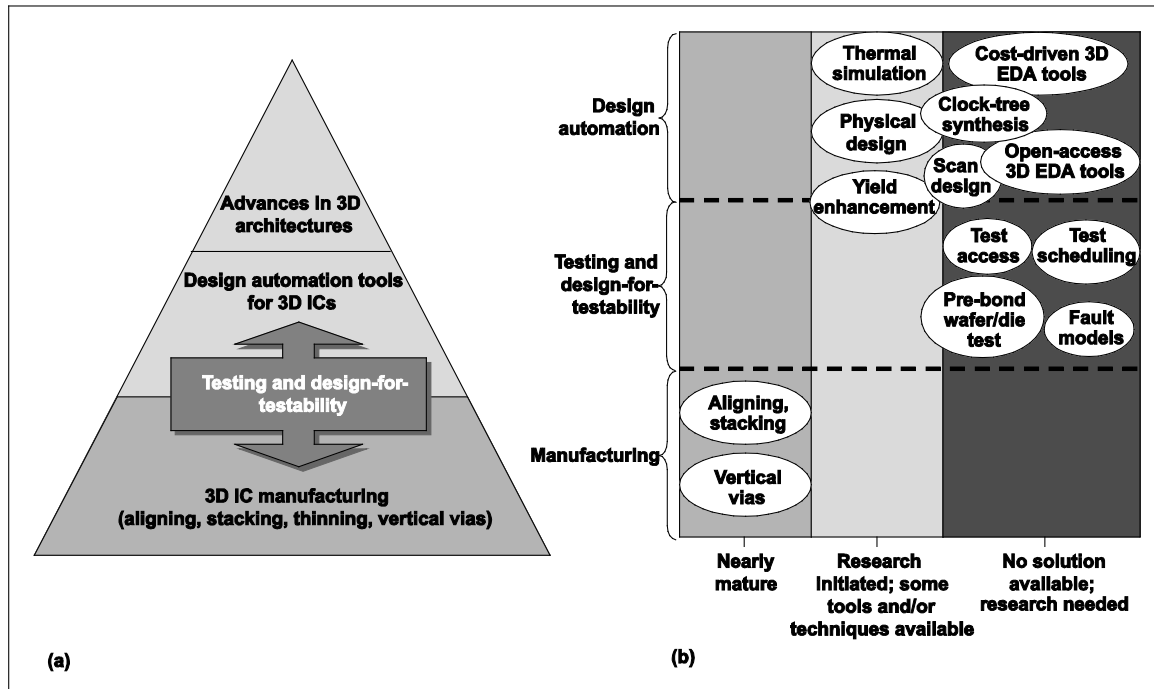 Advances in 3D
architectures
Design automation tools
for 3D ICs
Testing and design-for-
testability
3D IC manufacturing
(aligning, stacking, thinning, vertical vias)
(a)
Design
automation
Testing and
design-for-
testability
Manufacturing
Thermal
simulation
Cost-driven 3D
EDA tools
Clock-tree
synthesis
Physical
design
Open-access
3D EDA tools
Scan
design
Yield
enhancement
Test
access
Test
scheduling
Pre-bond
wafer/die
test
Fault
models
Aligning,
stacking
Vertical
vias
Nearly
mature
Research
initiated; some
tools and/or
techniques available
No solution
available;
research needed
(b)